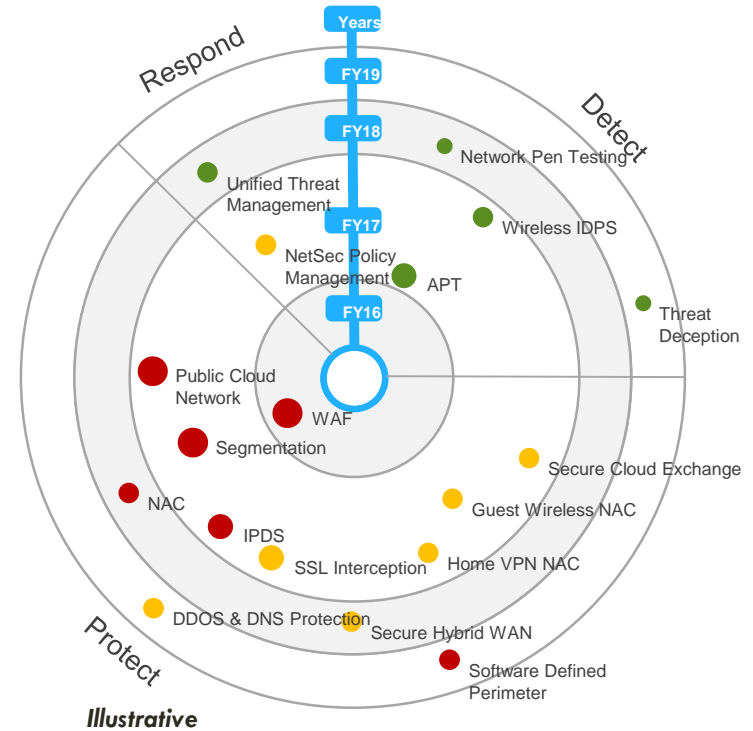 Years
Respond
FY19
Detect
FY18
Network Pen Testing
Unified Threat
Management
FY17
Wireless IDPS
NetSec Policy
Management
APT
FY16
Threat
Deception
Public Cloud
Network
WAF
Segmentation
Secure Cloud Exchange
NAC
Guest Wireless NAC
IPDS
SSL Interception
Home VPN NAC
DDOS & DNS Protection
Secure Hybrid WAN
Protect
Software Defined
Perimeter
Illustrative